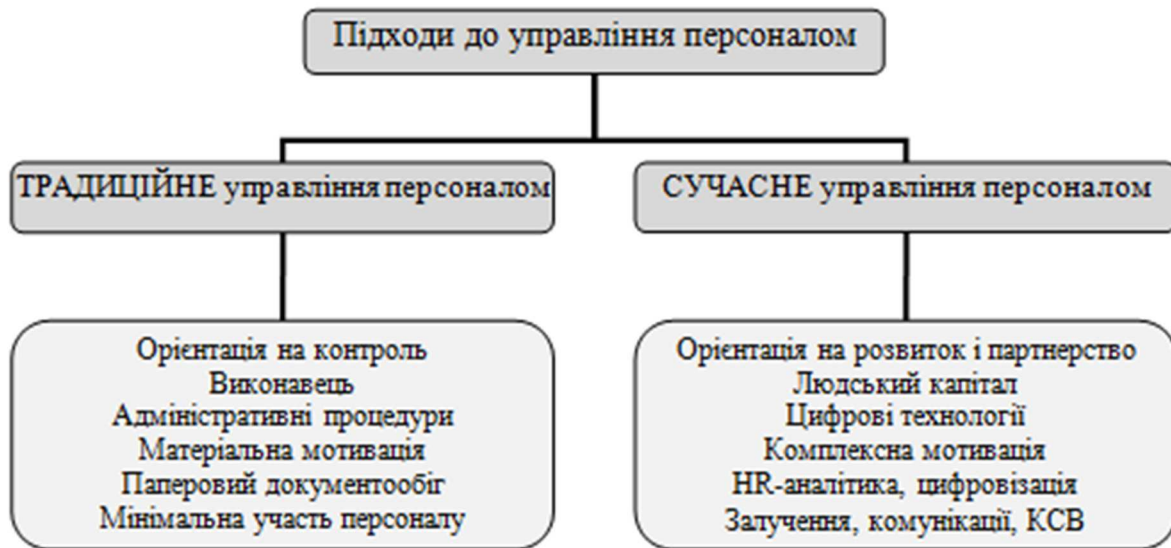 Підходи до управління персоналом
ТРАДИЦІЙНЕ управління персоналом
СУЧАСНЕ управління персоналом
Орієнтація на контроль
Виконавець
Адміністративні процедури
Матеріальна мотивація
Паперовий документообіг
Мінімальна участь персоналу
Орієнтація на розвиток і партнерство
Людський капітал
Цифрові технології
Комплексна мотивація
HR-аналітика, цифровізація
Залучення, комунікації, КСВ